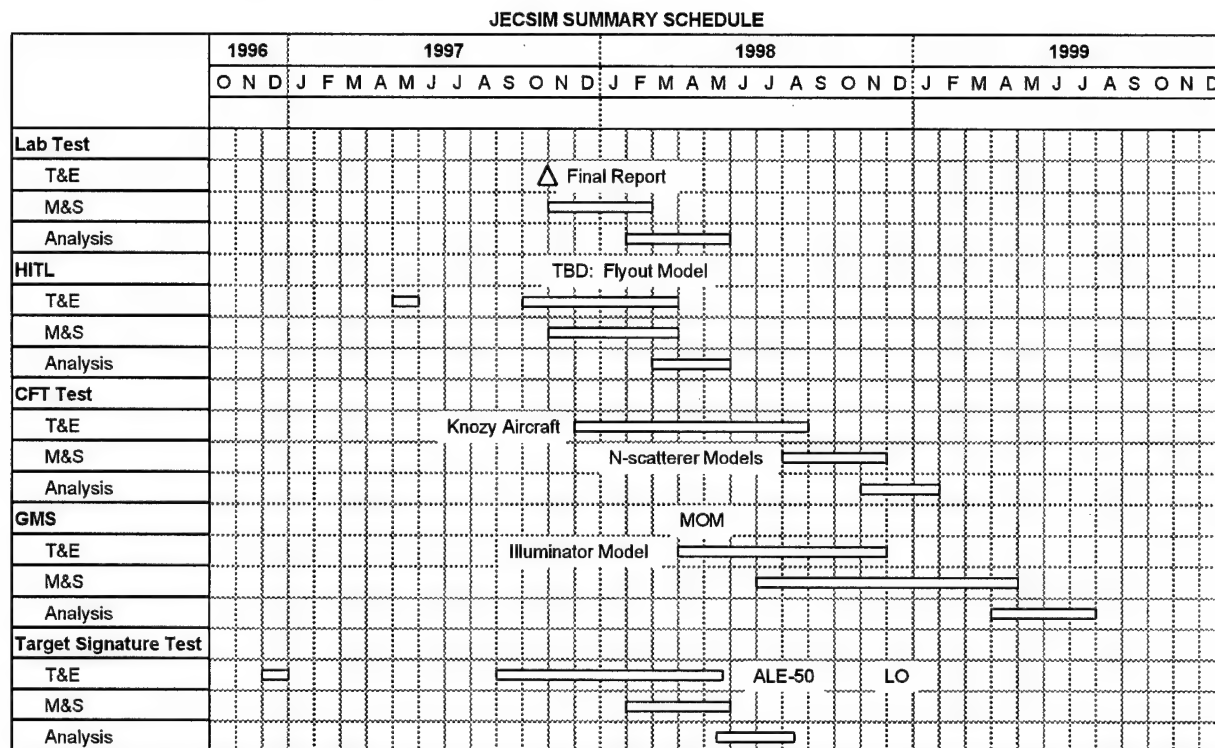 JECSIM SUMMARY SCHEDULE
1996 1997 1998 1999
O N D J F M A M J J A S O N D J F M A M J J A S O N D J F M A M J J A S O N D
Lab Test
T&E Final Report
M&S
Analysis
HITL TBD: Flyout Model
T&E
M&S
Analysis
CFT Test
T&E Knozy Aircraft
M&S N-scatterer Models
Analysis
GMS MOM
T&E Illuminator Model
M&S
Analysis
Target Signature Test
T&E ALE-50 LO
M&S
Analysis